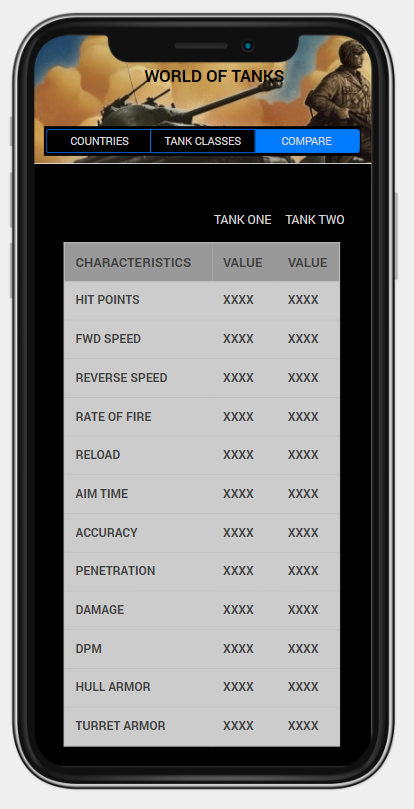 WORLD OF TANKS
COUNTRIES TANK CLASSES COMPARE
TANK ONE TANK TWO
CHARACTERISTICS VALUE VALUE
HIT POINTS XXXX XXXX
FWD SPEED XXXX XXXX
REVERSE SPEED XXXX XXXX
RATE OF FIRE XXXX XXXX
RELOAD XXXX XXXX
AIM TIME XXXX XXXX
ACCURACY XXXX XXXX
PENETRATION XXXX XXXX
DAMAGE XXXX XXXX
DPM XXXX XXXX
HULL ARMOR XXXX XXXX
TURRET ARMOR XXXX XXXX